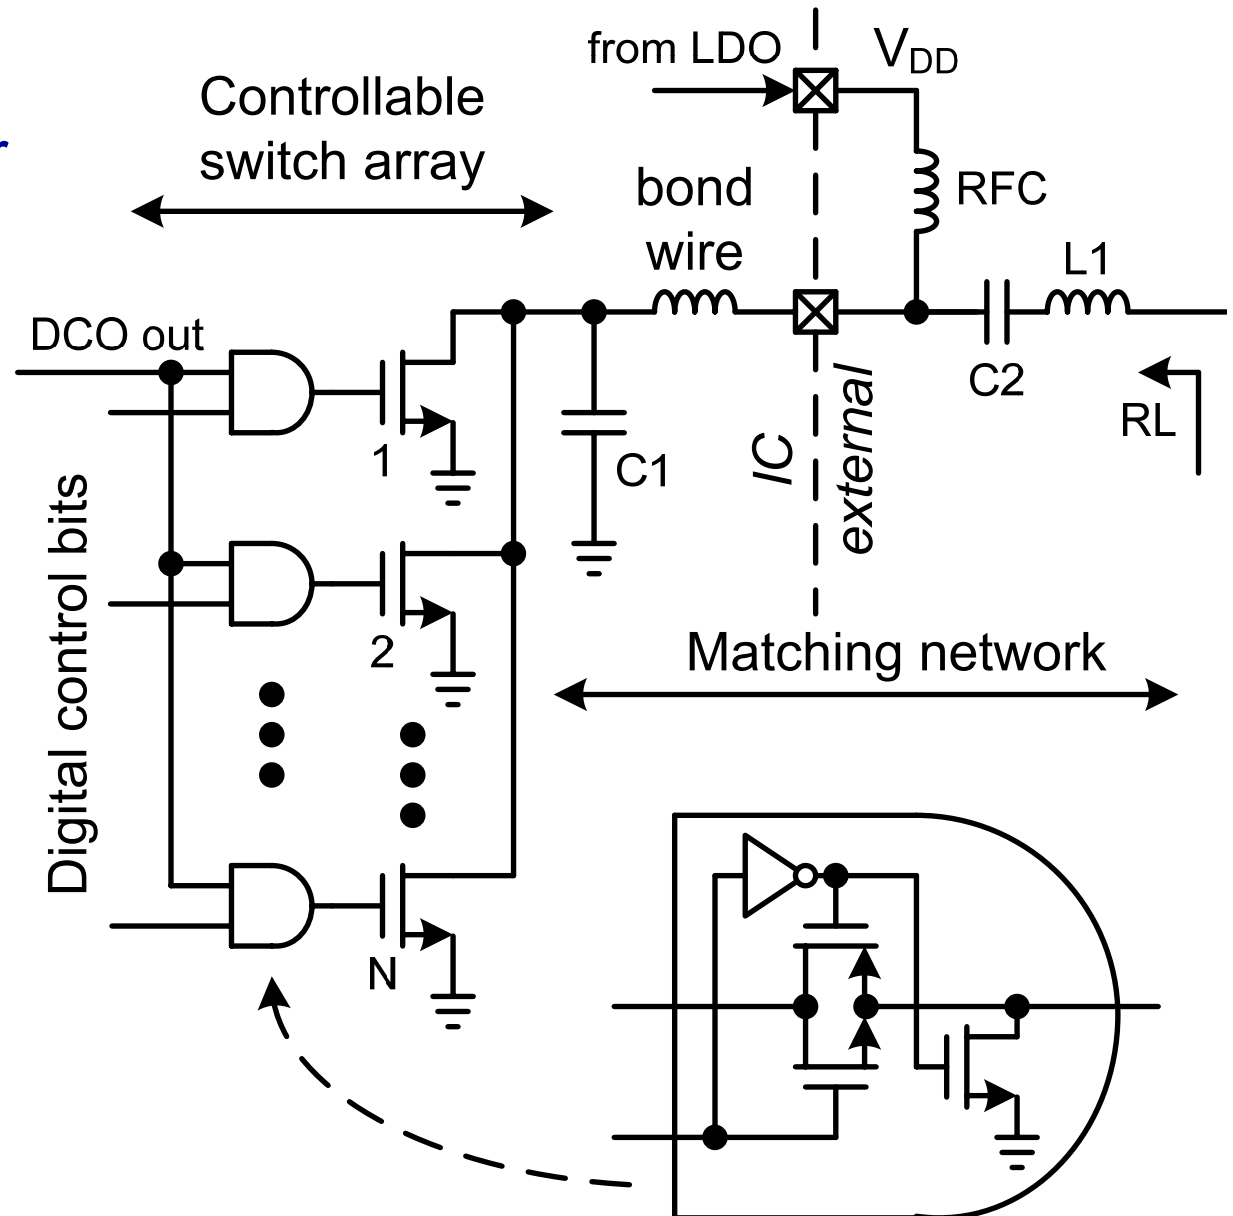 from LDO
VDD
Controllable
switch array
r
bond
wire
RFC
L1
DCO out
C2
RL
1
C1
IC
external
Digital control bits
2
Matching network
N